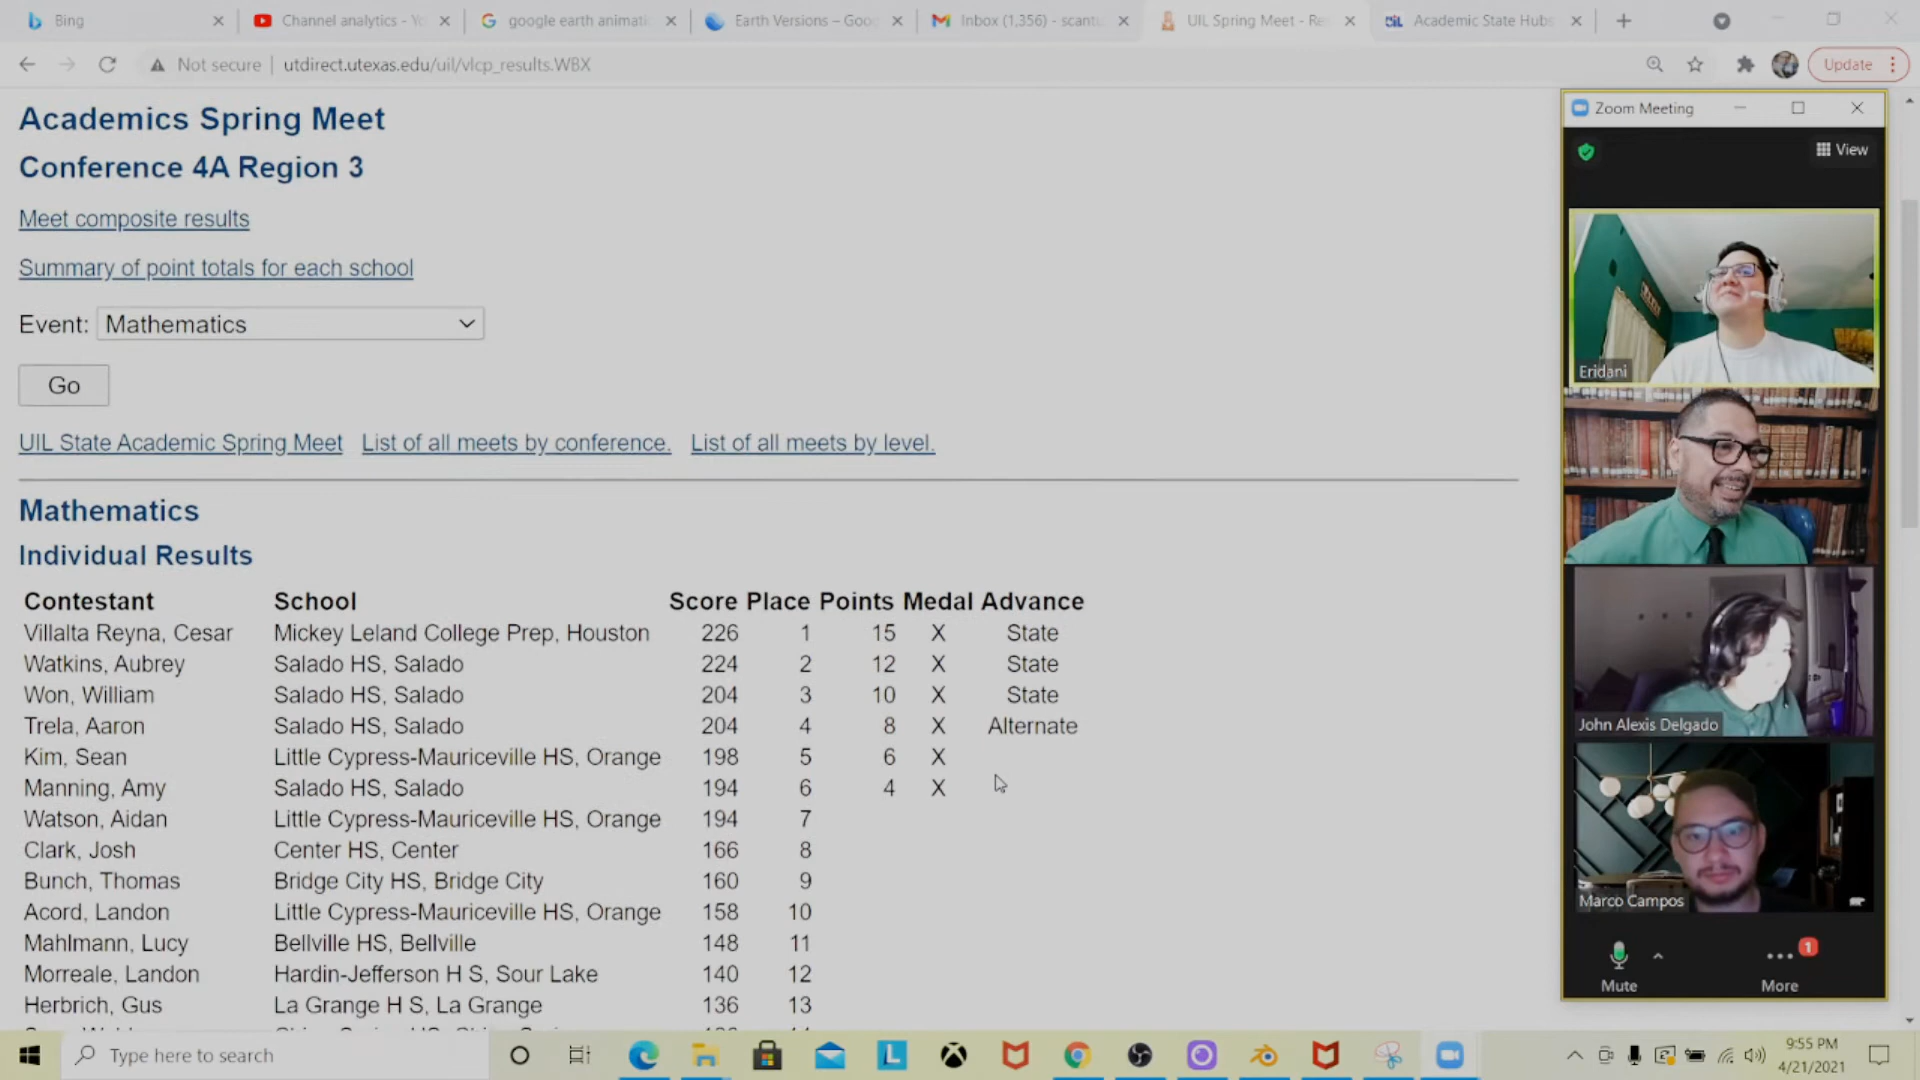 Bing
Channel analytics - Yo
google earth animati
Earth Versions – Goog
Inbox (1,356) - scantu
UIL Spring Meet - Re
Academic State Hubs
Not secure | utdirect.utexas.edu/uil/vlcp_results.WBX
Update
Academics Spring Meet
Conference 4A Region 3
Meet composite results
Summary of point totals for each school
Event: Mathematics
Go
UIL State Academic Spring Meet List of all meets by conference. List of all meets by level.
Mathematics
Individual Results
Contestant School Score Place Points Medal Advance
Villalta Reyna, Cesar Mickey Leland College Prep, Houston 226 1 15 X State
Watkins, Aubrey Salado HS, Salado 224 2 12 X State
Won, William Salado HS, Salado 204 3 10 X State
Trela, Aaron Salado HS, Salado 204 4 8 X Alternate
Kim, Sean Little Cypress-Mauriceville HS, Orange 198 5 6 X
Manning, Amy Salado HS, Salado 194 6 4 X
Watson, Aidan Little Cypress-Mauriceville HS, Orange 194 7
Clark, Josh Center HS, Center 166 8
Bunch, Thomas Bridge City HS, Bridge City 160 9
Acord, Landon Little Cypress-Mauriceville HS, Orange 158 10
Mahlmann, Lucy Bellville HS, Bellville 148 11
Morreale, Landon Hardin-Jefferson H S, Sour Lake 140 12
Herbrich, Gus La Grange H S, La Grange 136 13
Zoom Meeting
View
Eridani
John Alexis Delgado
Marco Campos
1
Mute More
Type here to search
9:55 PM
4/21/2021